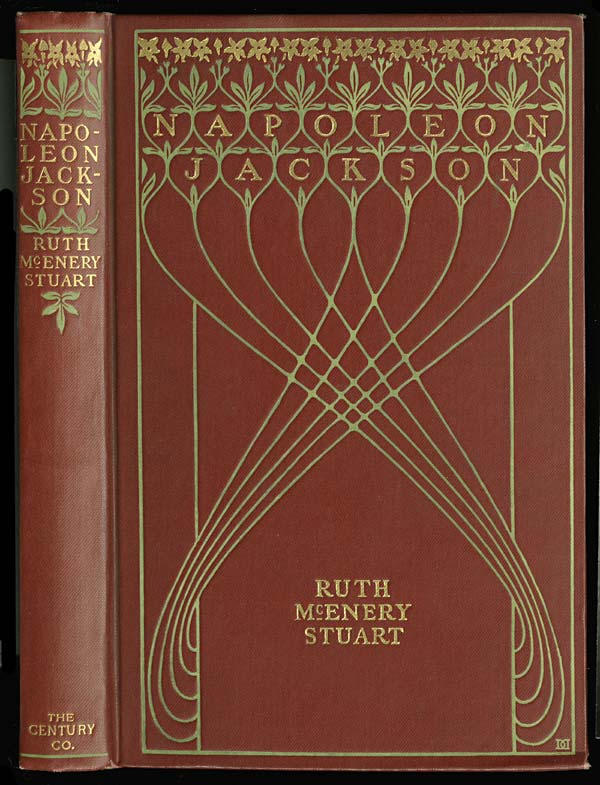 NAPO-
LEON
JACK-
SON
RUTH
McENERY
STUART
THE
CENTURY
CO.
NAPOLEON
JACKSON
RUTH
McENERY
STUART